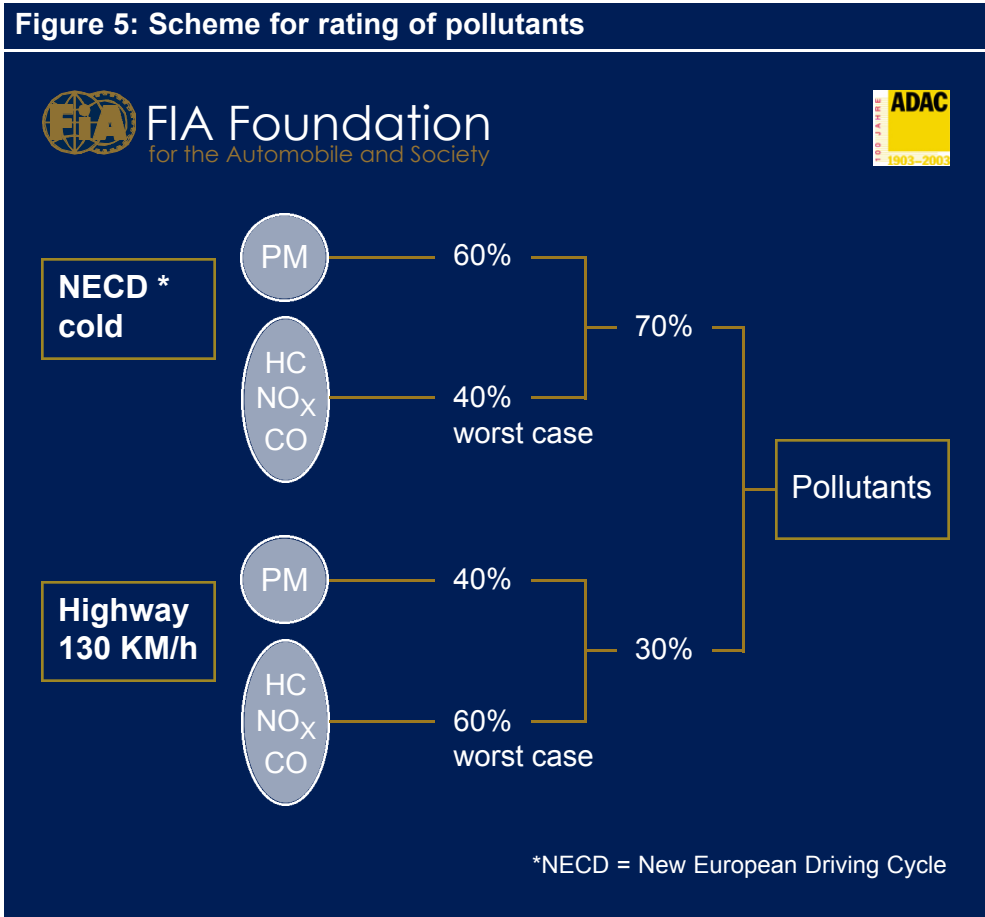 Figure 5: Scheme for rating of pollutants
FiA FIA Foundation
for the Automobile and Society
100 JAHRE
ADAC
1903–2003
NECD *
cold
PM
60%
HC
NOX
CO
40%
worst case
70%
Highway
130 KM/h
PM
40%
HC
NOX
CO
60%
worst case
30%
Pollutants
*NECD = New European Driving Cycle